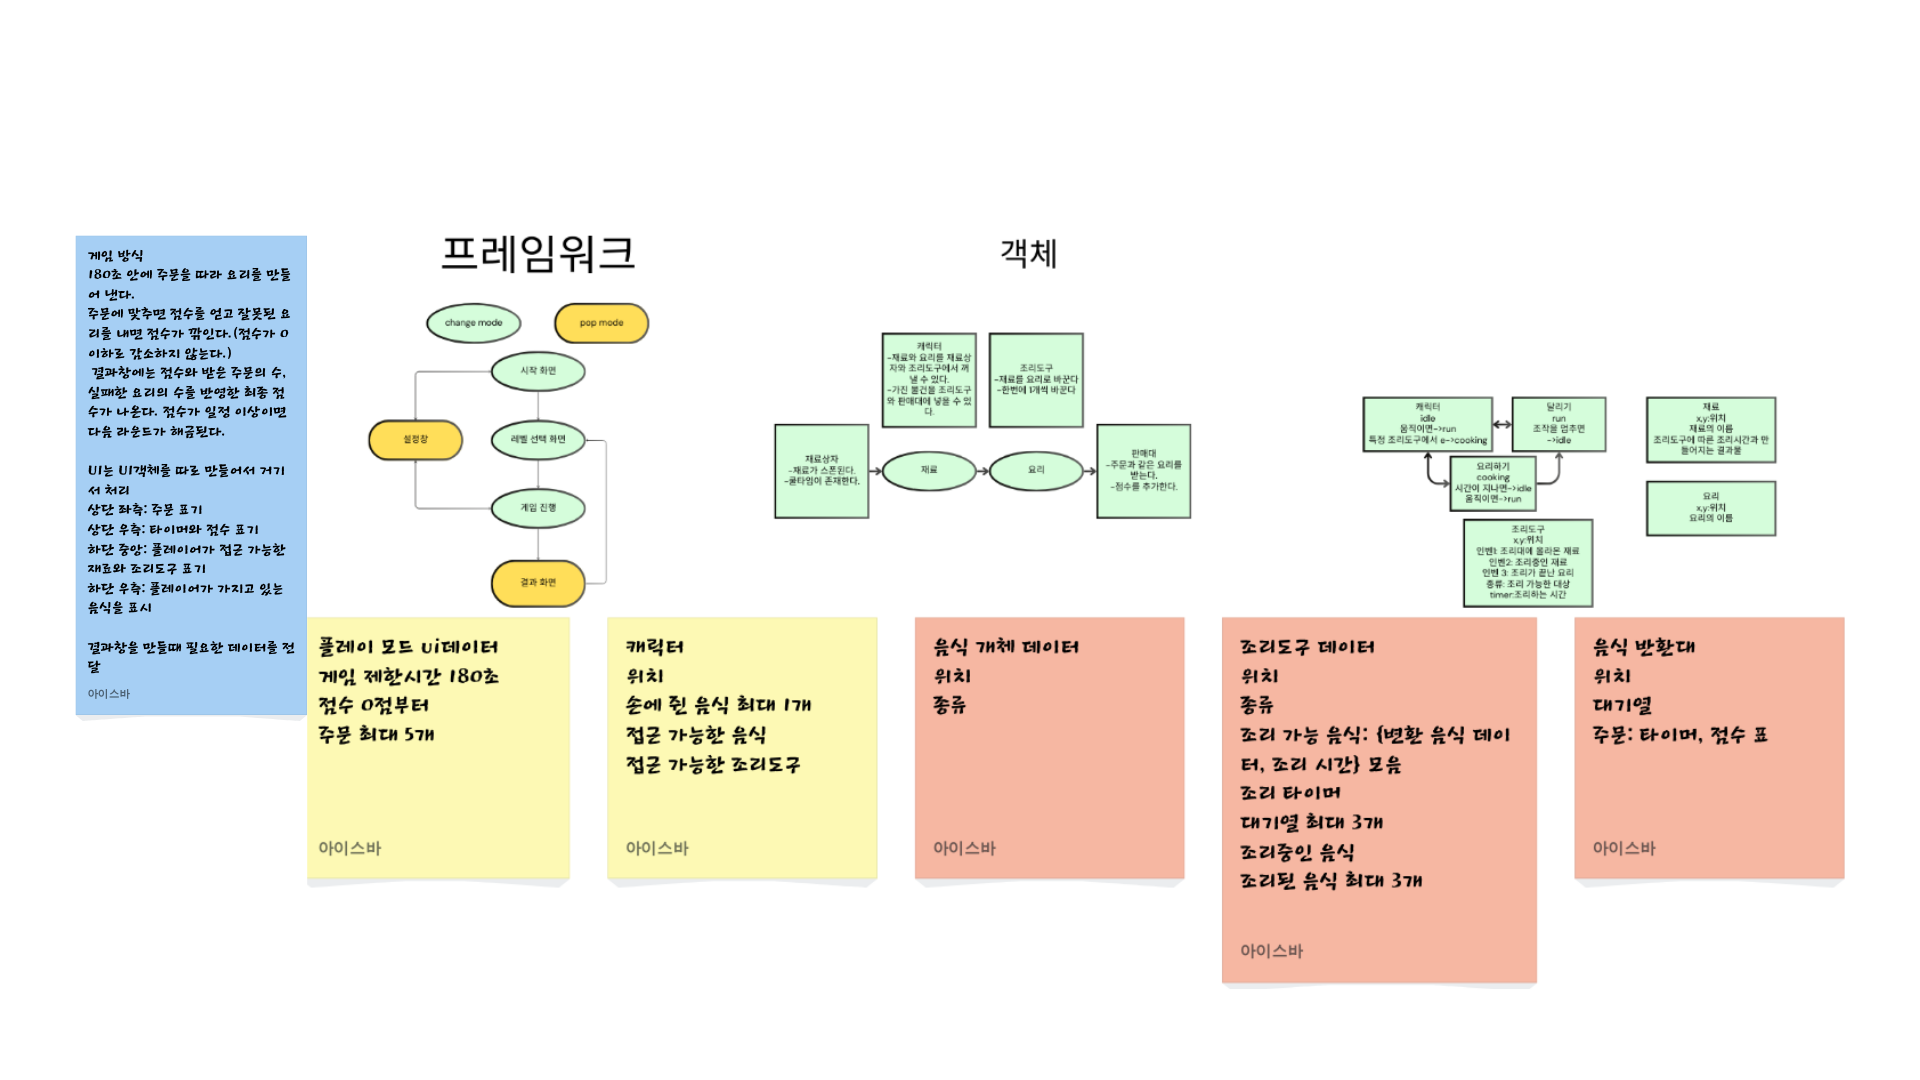 게임 방식
180초 안에 주문을 따라 요리를 만들
어 낸다.
주문에 맞추면 점수를 얻고 잘못된 요
리를 내면 점수가 깎인다.(점수가 0
이하로 감소하지 않는다.)
결과창에는 점수와 받은 주문의 수,
실패한 요리의 수를 반영한 최종 점
수가 나온다. 점수가 일정 이상이면
다음 라운드가 해금된다.
UI는 UI객체를 따로 만들어서 거기
서 처리
상단 좌측: 주문 표기
상단 우측: 타이머와 점수 표기
하단 중앙: 플레이어가 접근 가능한
재료와 조리도구 표기
하단 우측: 플레이어가 가지고 있는
음식을 표시
결과창을 만들때 필요한 데이터를 전
달
아이스바
프레임워크
change mode
pop mode
시작 화면
설정창
레벨 선택 화면
게임 진행
결과 화면
객체
캐릭터
-재료와 요리를 재료상
자와 조리도구에서 꺼
낼 수 있다.
-가진 물건을 조리도구
와 판매대에 넣을 수 있
다.
조리도구
-재료를 요리로 바꾼다
-한번에 1개씩 바꾼다
재료상자
-재료가 스폰된다.
-쿨타임이 존재한다.
재료
요리
판매대
-주문과 같은 요리를
받는다.
-점수를 추가한다.
캐릭터
idle
움직이면->run
특정 조리도구에서 e->cooking
달리기
run
조작을 멈추면
->idle
요리하기
cooking
시간이 지나면->idle
움직이면->run
조리도구
x,y:위치
인벤1: 조리대에 올라온 재료
인벤2: 조리중인 재료
인벤 3: 조리가 끝난 요리
종류: 조리 가능한 대상
timer:조리하는 시간
재료
x,y:위치
재료의 이름
조리도구에 따른 조리시간과 만
들어지는 결과물
요리
x,y:위치
요리의 이름
플레이 모드 ui데이터
게임 제한시간 180초
점수 0점부터
주문 최대 5개
아이스바
캐릭터
위치
손에 쥔 음식 최대 1개
접근 가능한 음식
접근 가능한 조리도구
아이스바
음식 개체 데이터
위치
종류
아이스바
조리도구 데이터
위치
종류
조리 가능 음식: {변환 음식 데이
터, 조리 시간} 모음
조리 타이머
대기열 최대 3개
조리중인 음식
조리된 음식 최대 3개
아이스바
음식 반환대
위치
대기열
주문: 타이머, 점수 표
아이스바